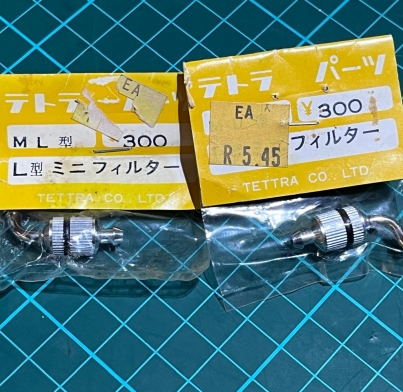 テトラ
EA
ML型
300
L型 ミニフィルター
TETTRA CO., LTD.
テトラ パーツ
EA
¥300
R 5.45
フィルター
TETTRA CO., LTD.